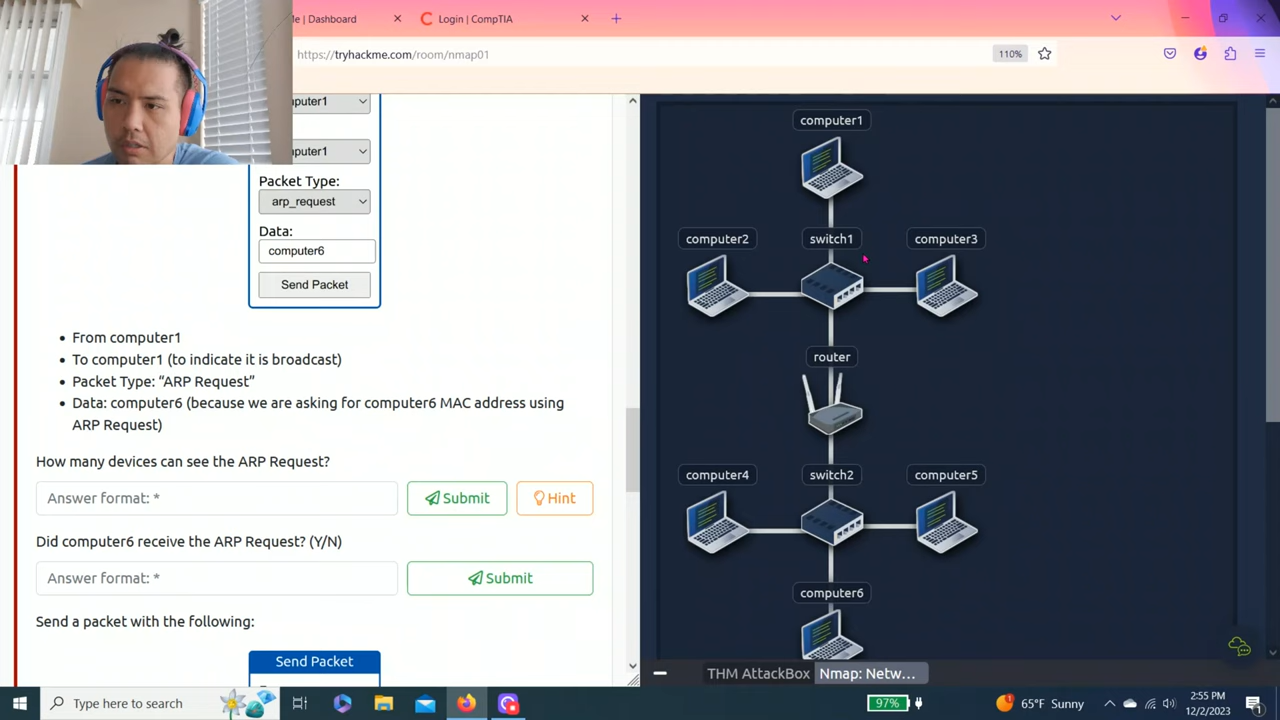 Me | Dashboard
Login | CompTIA
https://tryhackme.com/room/nmap01
110%
computer1
computer1
Packet Type:
arp_request
Data:
computer6
Send Packet
From computer1
To computer1 (to indicate it is broadcast)
Packet Type: “ARP Request”
Data: computer6 (because we are asking for computer6 MAC address using
ARP Request)
How many devices can see the ARP Request?
Answer format: *
Submit
Hint
Did computer6 receive the ARP Request? (Y/N)
Answer format: *
Submit
Send a packet with the following:
Send Packet
computer1
computer2
switch1
computer3
router
computer4
switch2
computer5
computer6
THM AttackBox
Nmap: Netw...
Type here to search
97%
65°F Sunny
2:55 PM
12/2/2023
1